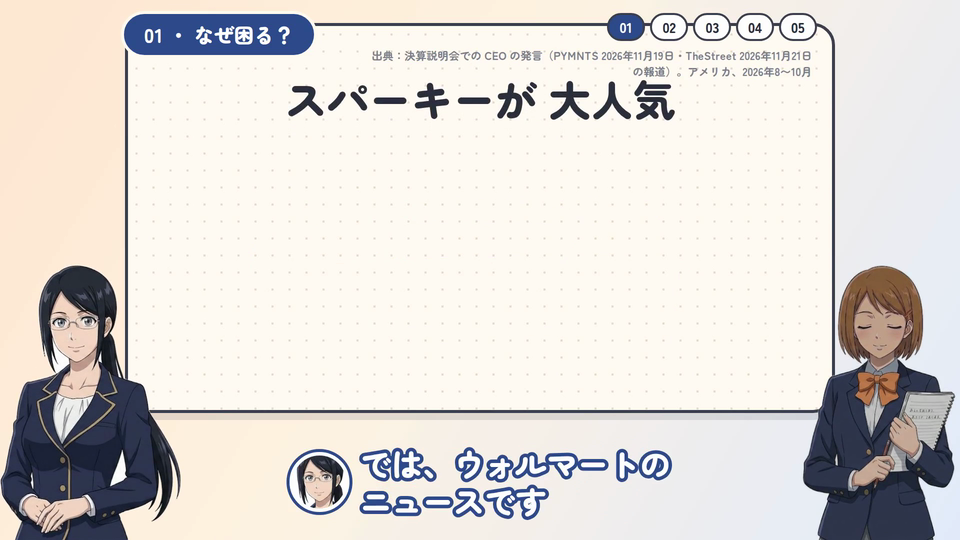 01 ・ なぜ困る？
01 02 03 04 05
出典：決算説明会での CEO の発言（PYMNTS 2026年11月19日・TheStreet 2026年11月21日
の報道）。アメリカ、2026年8〜10月
スパーキーが 大人気
では、ウォルマートの
ニュースです